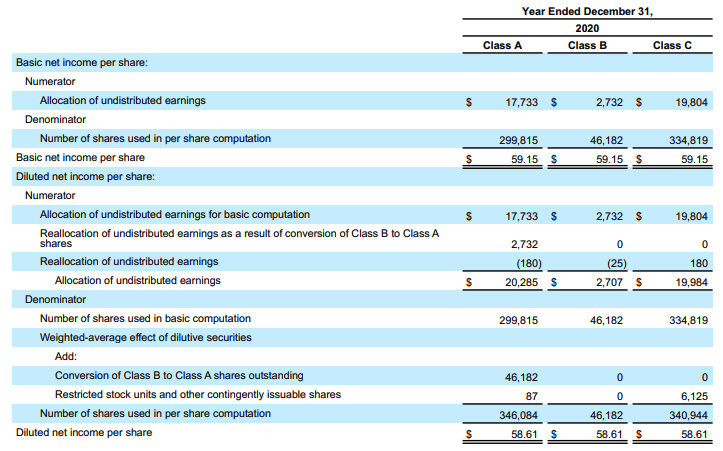 Year Ended December 31,
2020
Class A Class B Class C
Basic net income per share:
Numerator
Allocation of undistributed earnings $ 17,733 $ 2,732 $ 19,804
Denominator
Number of shares used in per share computation 299,815 46,182 334,819
Basic net income per share $ 59.15 $ 59.15 $ 59.15
Diluted net income per share:
Numerator
Allocation of undistributed earnings for basic computation $ 17,733 $ 2,732 $ 19,804
Reallocation of undistributed earnings as a result of conversion of Class B to Class A
shares 2,732 0 0
Reallocation of undistributed earnings (180) (25) 180
Allocation of undistributed earnings $ 20,285 $ 2,707 $ 19,984
Denominator
Number of shares used in basic computation 299,815 46,182 334,819
Weighted-average effect of dilutive securities
Add:
Conversion of Class B to Class A shares outstanding 46,182 0 0
Restricted stock units and other contingently issuable shares 87 0 6,125
Number of shares used in per share computation 346,084 46,182 340,944
Diluted net income per share $ 58.61 $ 58.61 $ 58.61